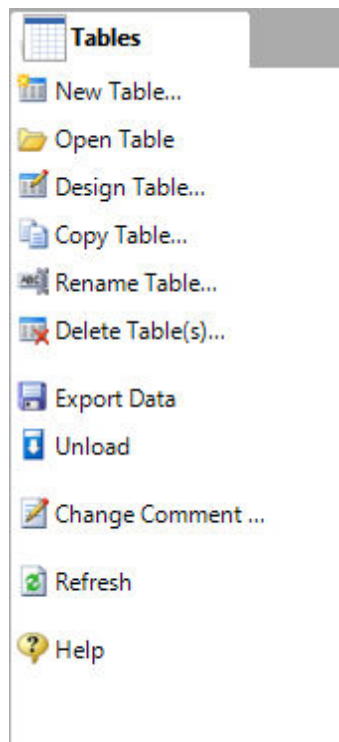 Tables
New Table...
Open Table
Design Table...
Copy Table...
Rename Table...
Delete Table(s)...
Export Data
Unload
Change Comment ...
Refresh
Help